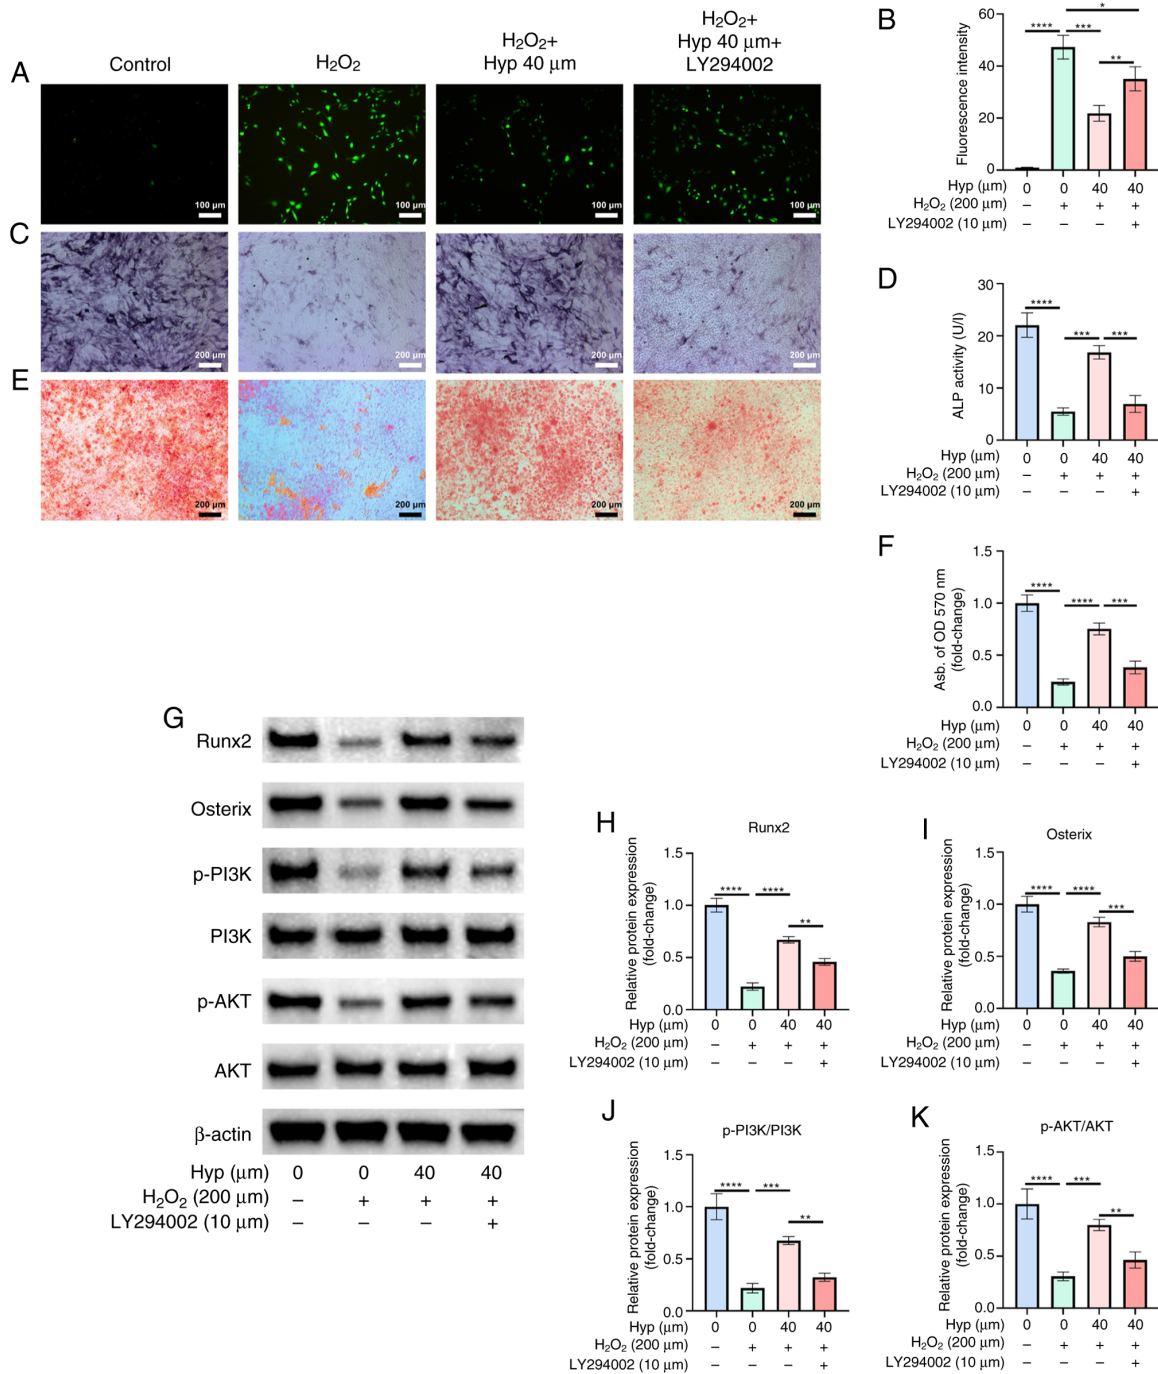 A
Control
H₂O₂
H₂O₂+
Hyp 40 μm
H₂O₂+
Hyp 40 μm+
LY294002
100 μm
100 μm
100 μm
100 μm
C
200 μm
200 μm
200 μm
200 μm
E
200 μm
200 μm
200 μm
200 μm
B
Fluorescence intensity
60
40
20
0
**** *** * **
Hyp (μm) 0 0 40 40
H₂O₂ (200 μm) – + + +
LY294002 (10 μm) – – – +
D
ALP activity (U/l)
30
20
10
0
**** *** ***
Hyp (μm) 0 0 40 40
H₂O₂ (200 μm) – + + +
LY294002 (10 μm) – – – +
F
Asb. of OD 570 nm
(fold-change)
1.5
1.0
0.5
0.0
**** **** ***
Hyp (μm) 0 0 40 40
H₂O₂ (200 μm) – + + +
LY294002 (10 μm) – – – +
G
Runx2
Osterix
p-PI3K
PI3K
p-AKT
AKT
β-actin
Hyp (μm) 0 0 40 40
H₂O₂ (200 μm) – + + +
LY294002 (10 μm) – – – +
H
Runx2
Relative protein expression
(fold-change)
1.5
1.0
0.5
0.0
**** **** **
Hyp (μm) 0 0 40 40
H₂O₂ (200 μm) – + + +
LY294002 (10 μm) – – – +
I
Osterix
Relative protein expression
(fold-change)
1.5
1.0
0.5
0.0
**** **** ***
Hyp (μm) 0 0 40 40
H₂O₂ (200 μm) – + + +
LY294002 (10 μm) – – – +
J
p-PI3K/PI3K
Relative protein expression
(fold-change)
1.5
1.0
0.5
0.0
**** *** **
Hyp (μm) 0 0 40 40
H₂O₂ (200 μm) – + + +
LY294002 (10 μm) – – – +
K
p-AKT/AKT
Relative protein expression
(fold-change)
1.5
1.0
0.5
0.0
**** *** **
Hyp (μm) 0 0 40 40
H₂O₂ (200 μm) – + + +
LY294002 (10 μm) – – – +